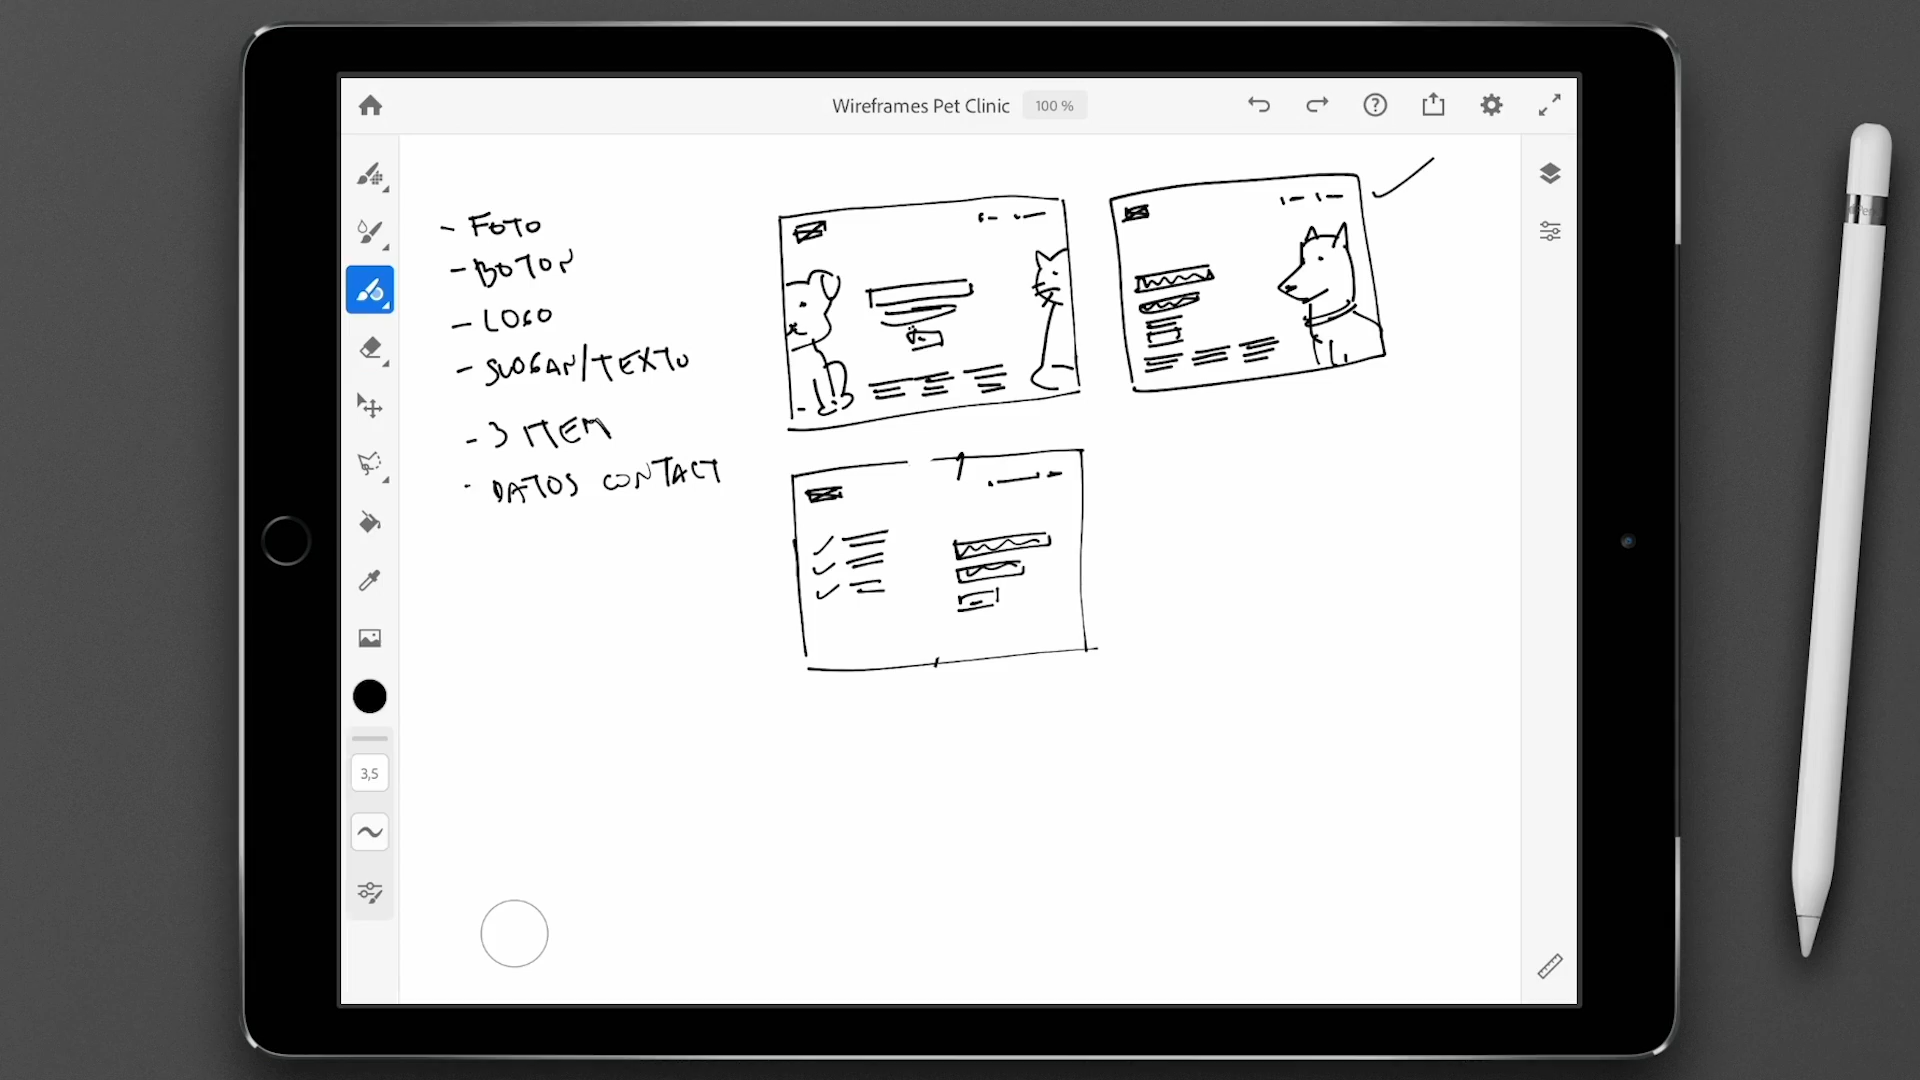 Wireframes Pet Clinic 100 %
- FOTO
- BOTON
- LOGO
- SLOGAN/TEXTO
- 3 ITEM
- DATOS CONTACT
3,5